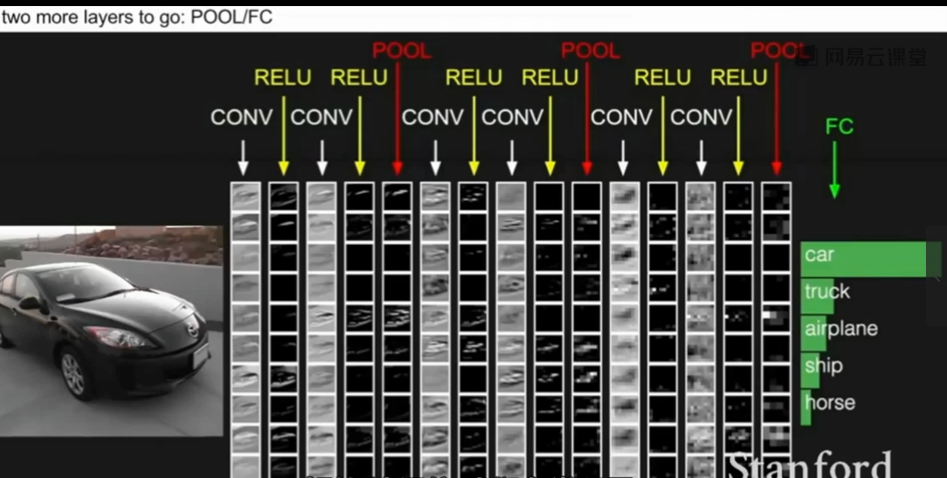 two more layers to go: POOL/FC
POOL POOL POOL
网易云课堂
RELU RELU RELU RELU RELU RELU
CONV CONV CONV CONV CONV CONV
FC
car
truck
airplane
ship
horse
Stanford